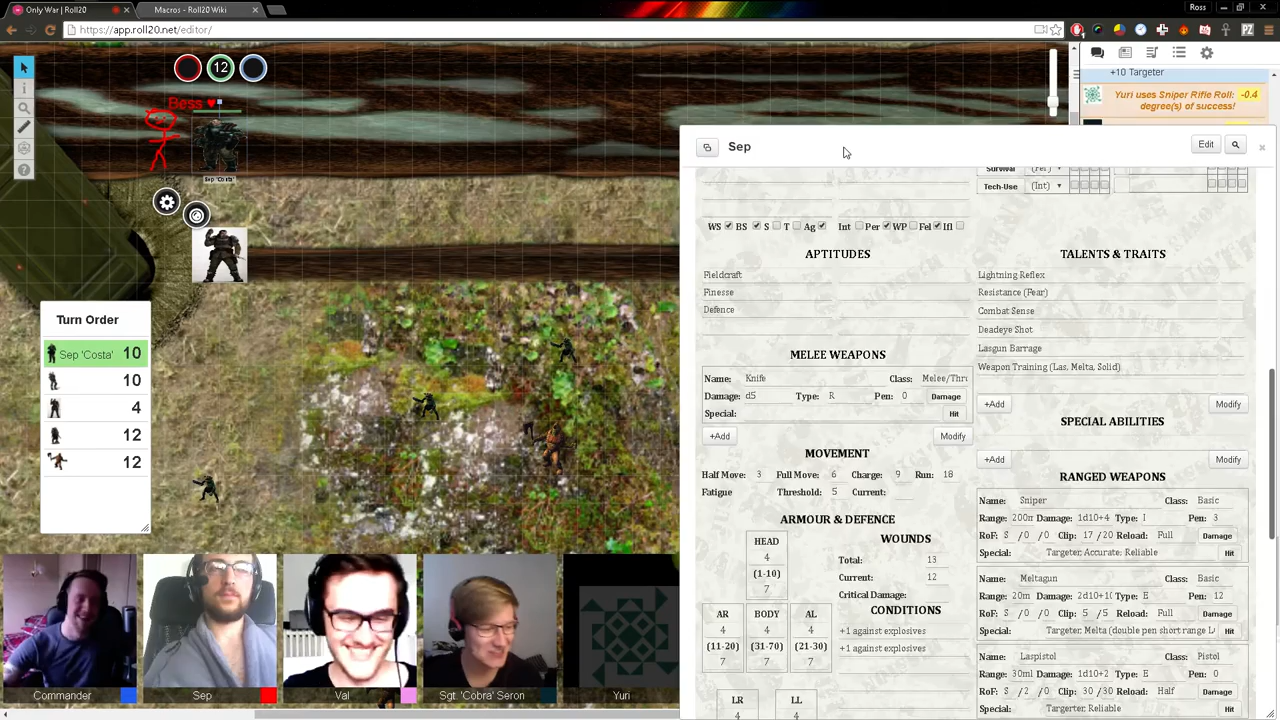 Only War | Roll20
Macros - Roll20 Wiki
Ross
https://app.roll20.net/editor/
12
+10 Targeter
Yuri uses Sniper Rifle Roll: -0.4
degree(s) of success!
Bess ♥
Sep 'Costa'
Turn Order
Sep 'Costa' 10
10
4
12
12
Commander
Sep
Val
Sgt. 'Cobra' Seron
Yuri
Sep
Edit
Survival (Fel)
Tech-Use (Int)
WS BS S T Ag Int Per WP Fel Ifl
APTITUDES
Fieldcraft
Finesse
Defence
MELEE WEAPONS
Name: Knife Class: Melee/Thr
Damage: d5 Type: R Pen: 0 Damage
Special: Hit
+Add Modify
MOVEMENT
Half Move: 3 Full Move: 6 Charge: 9 Run: 18
Fatigue Threshold: 5 Current:
ARMOUR & DEFENCE
HEAD
4
(1-10)
7
AR
4
(11-20)
7
BODY
4
(31-70)
7
AL
4
(21-30)
7
LR
4
LL
4
WOUNDS
Total: 13
Current: 12
Critical Damage:
CONDITIONS
+1 against explosives
+1 against explosives
TALENTS & TRAITS
Lightning Reflex
Resistance (Fear)
Combat Sense
Deadeye Shot
Lasgun Barrage
Weapon Training (Las, Melta, Solid)
+Add Modify
SPECIAL ABILITIES
+Add Modify
RANGED WEAPONS
Name: Sniper Class: Basic
Range: 200m Damage: 1d10+4 Type: I Pen: 3
RoF: S /0 /0 Clip: 17 /20 Reload: Full Damage
Special: Targeter; Accurate; Reliable Hit
Name: Meltagun Class: Basic
Range: 20m Damage: 2d10+1 Type: E Pen: 12
RoF: S /0 /0 Clip: 5 /5 Reload: Full Damage
Special: Targeter; Melta (double pen short range Hit
Name: Laspistol Class: Pistol
Range: 30m Damage: 1d10+2 Type: E Pen: 0
RoF: S /2 /0 Clip: 30 /30 Reload: Half Damage
Special: Targerter; Reliable Hit